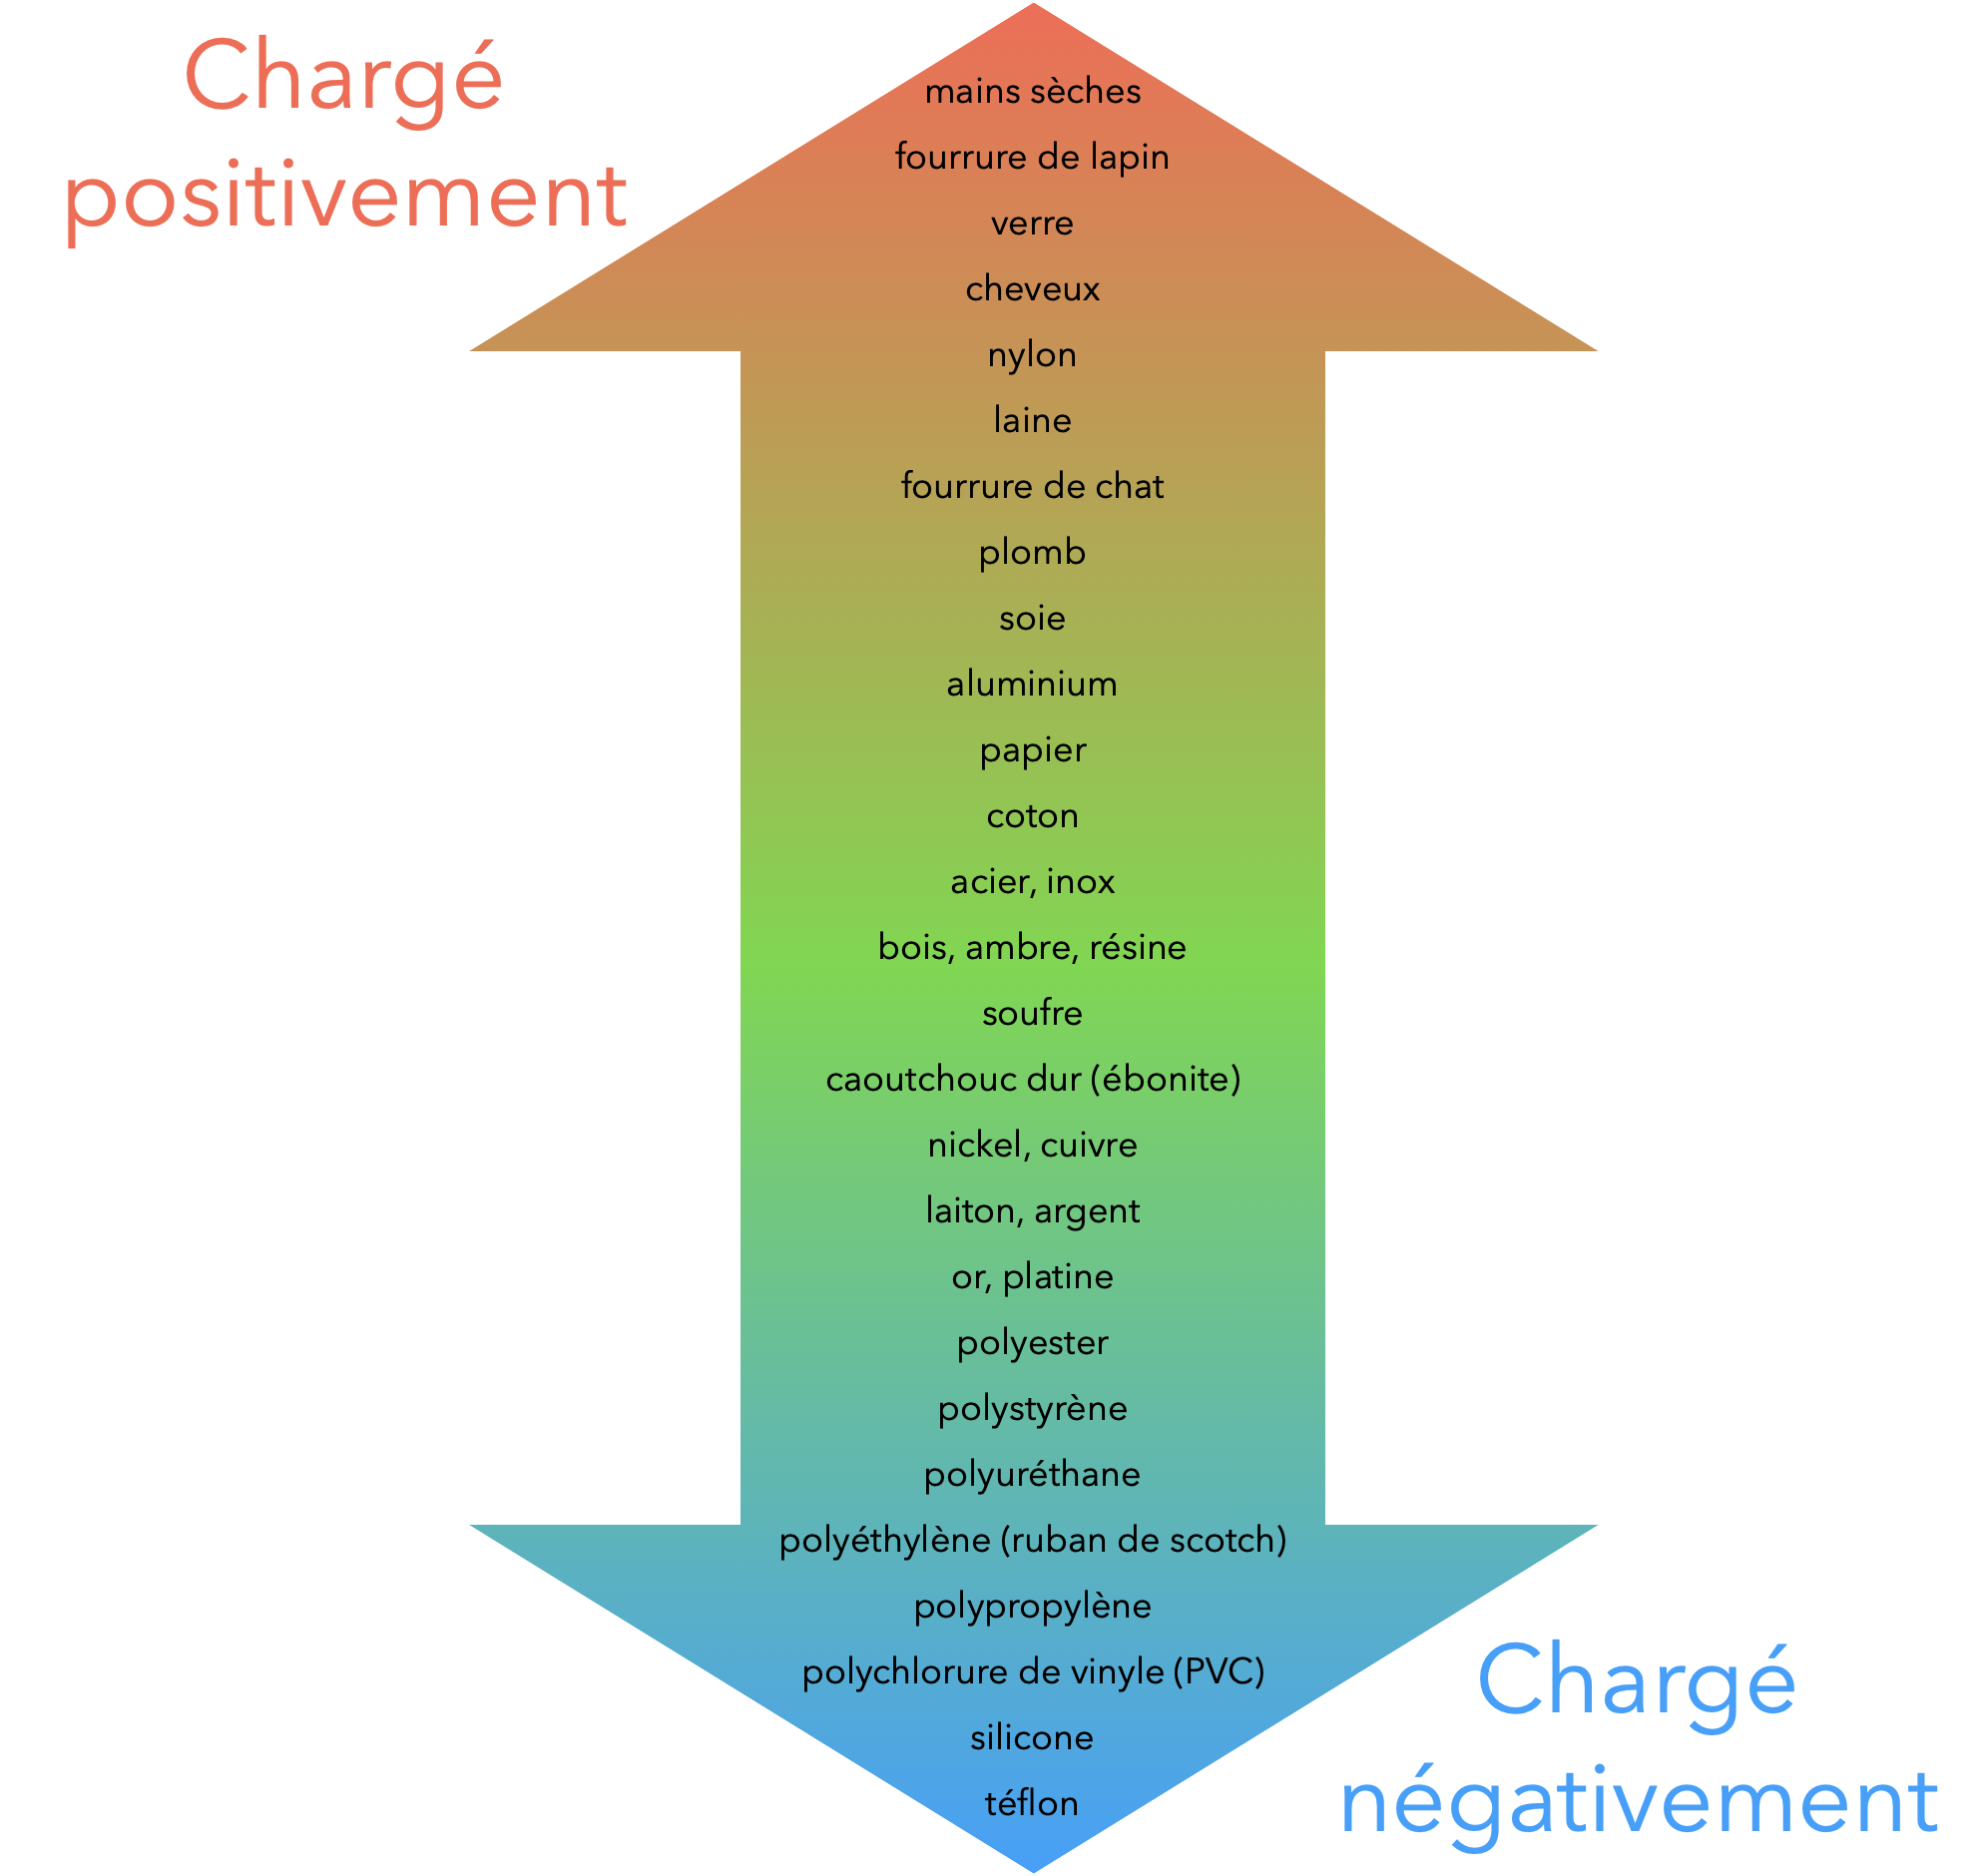 Chargé
positivement
mains sèches
fourrure de lapin
verre
cheveux
nylon
laine
fourrure de chat
plomb
soie
aluminium
papier
coton
acier, inox
bois, ambre, résine
soufre
caoutchouc dur (ébonite)
nickel, cuivre
laiton, argent
or, platine
polyester
polystyrène
polyuréthane
polyéthylène (ruban de scotch)
polypropylène
polychlorure de vinyle (PVC)
silicone
téflon
Chargé
négativement